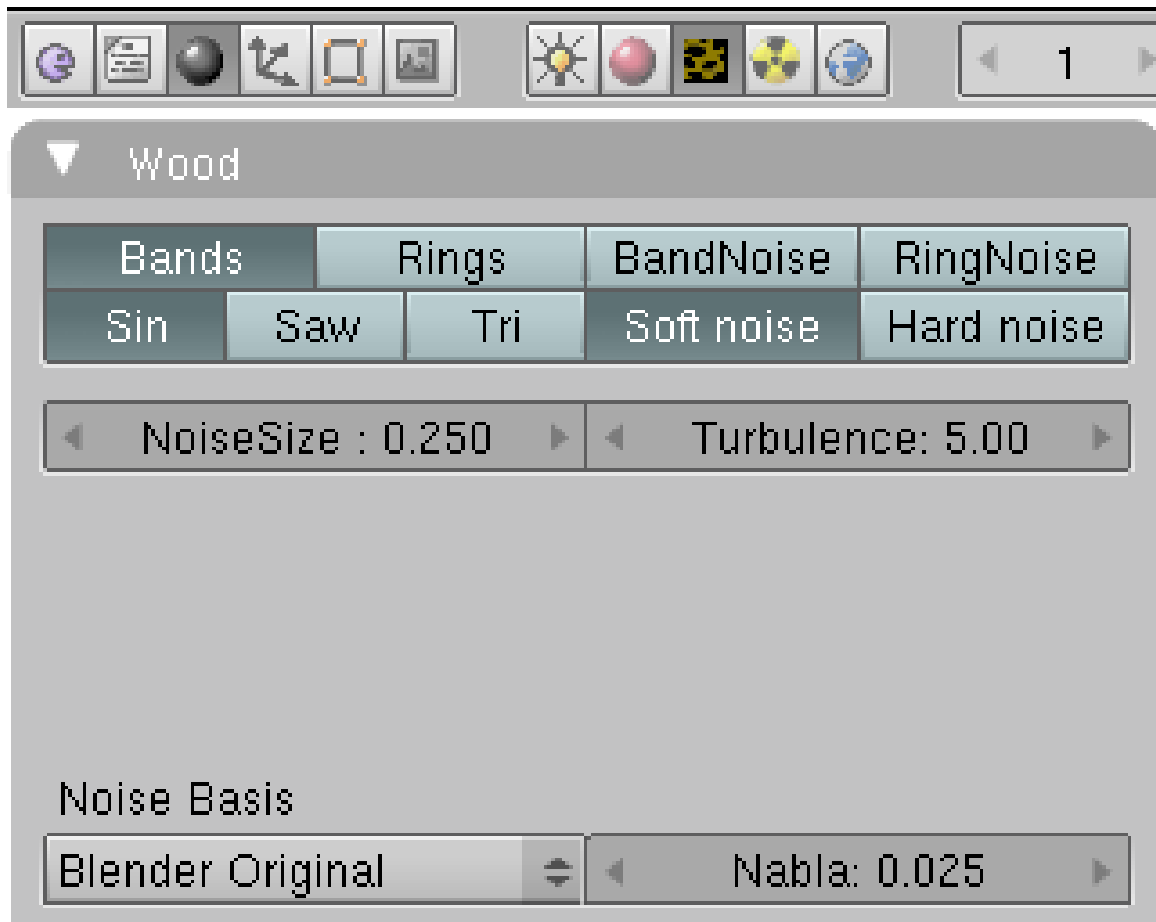 1
Wood
Bands Rings BandNoise RingNoise
Sin Saw Tri Soft noise Hard noise
NoiseSize : 0.250 Turbulence: 5.00
Noise Basis
Blender Original Nabla: 0.025